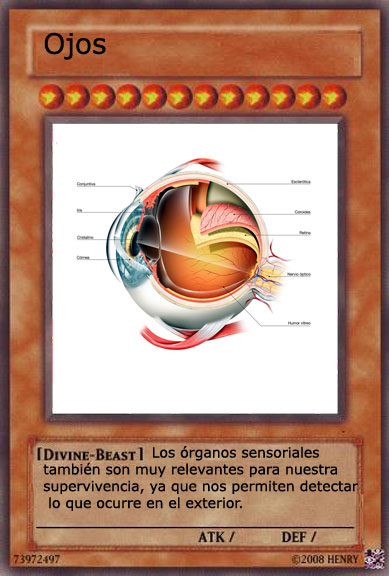 Ojos
Conjuntiva
Iris
Cristalino
Córnea
Esclerótica
Coroides
Retina
Nervio óptico
Humor vítreo
[DIVINE-BEAST] Los órganos sensoriales
también son muy relevantes para nuestra
supervivencia, ya que nos permiten detectar
lo que ocurre en el exterior.
ATK / DEF /
73972497 ©2008 HENRY